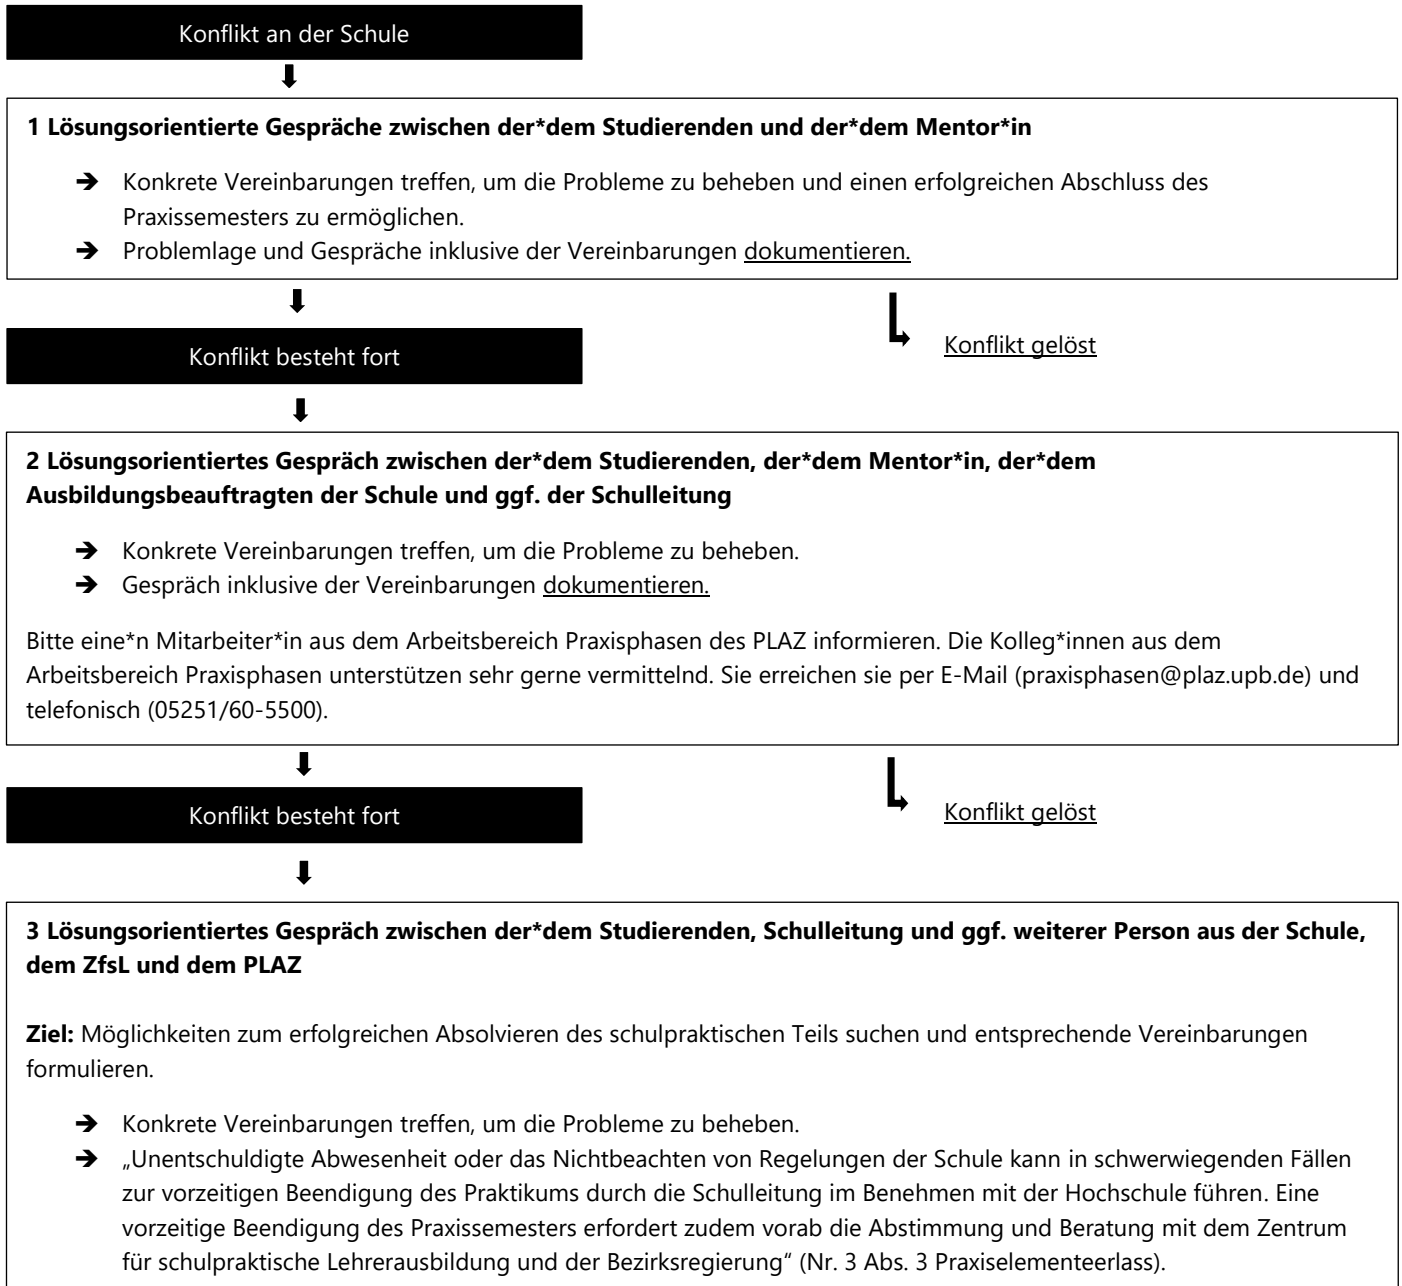 Konflikt an der Schule
1 Lösungsorientierte Gespräche zwischen der*dem Studierenden und der*dem Mentor*in
➔ Konkrete Vereinbarungen treffen, um die Probleme zu beheben und einen erfolgreichen Abschluss des
Praxissemesters zu ermöglichen.
➔ Problemlage und Gespräche inklusive der Vereinbarungen dokumentieren.
Konflikt besteht fort
Konflikt gelöst
2 Lösungsorientiertes Gespräch zwischen der*dem Studierenden, der*dem Mentor*in, der*dem
Ausbildungsbeauftragten der Schule und ggf. der Schulleitung
➔ Konkrete Vereinbarungen treffen, um die Probleme zu beheben.
➔ Gespräch inklusive der Vereinbarungen dokumentieren.
Bitte eine*n Mitarbeiter*in aus dem Arbeitsbereich Praxisphasen des PLAZ informieren. Die Kolleg*innen aus dem
Arbeitsbereich Praxisphasen unterstützen sehr gerne vermittelnd. Sie erreichen sie per E-Mail (praxisphasen@plaz.upb.de) und
telefonisch (05251/60-5500).
Konflikt besteht fort
Konflikt gelöst
3 Lösungsorientiertes Gespräch zwischen der*dem Studierenden, Schulleitung und ggf. weiterer Person aus der Schule,
dem ZfsL und dem PLAZ
Ziel: Möglichkeiten zum erfolgreichen Absolvieren des schulpraktischen Teils suchen und entsprechende Vereinbarungen
formulieren.
➔ Konkrete Vereinbarungen treffen, um die Probleme zu beheben.
➔ „Unentschuldigte Abwesenheit oder das Nichtbeachten von Regelungen der Schule kann in schwerwiegenden Fällen
zur vorzeitigen Beendigung des Praktikums durch die Schulleitung im Benehmen mit der Hochschule führen. Eine
vorzeitige Beendigung des Praxissemesters erfordert zudem vorab die Abstimmung und Beratung mit dem Zentrum
für schulpraktische Lehrerausbildung und der Bezirksregierung“ (Nr. 3 Abs. 3 Praxiselementeerlass).